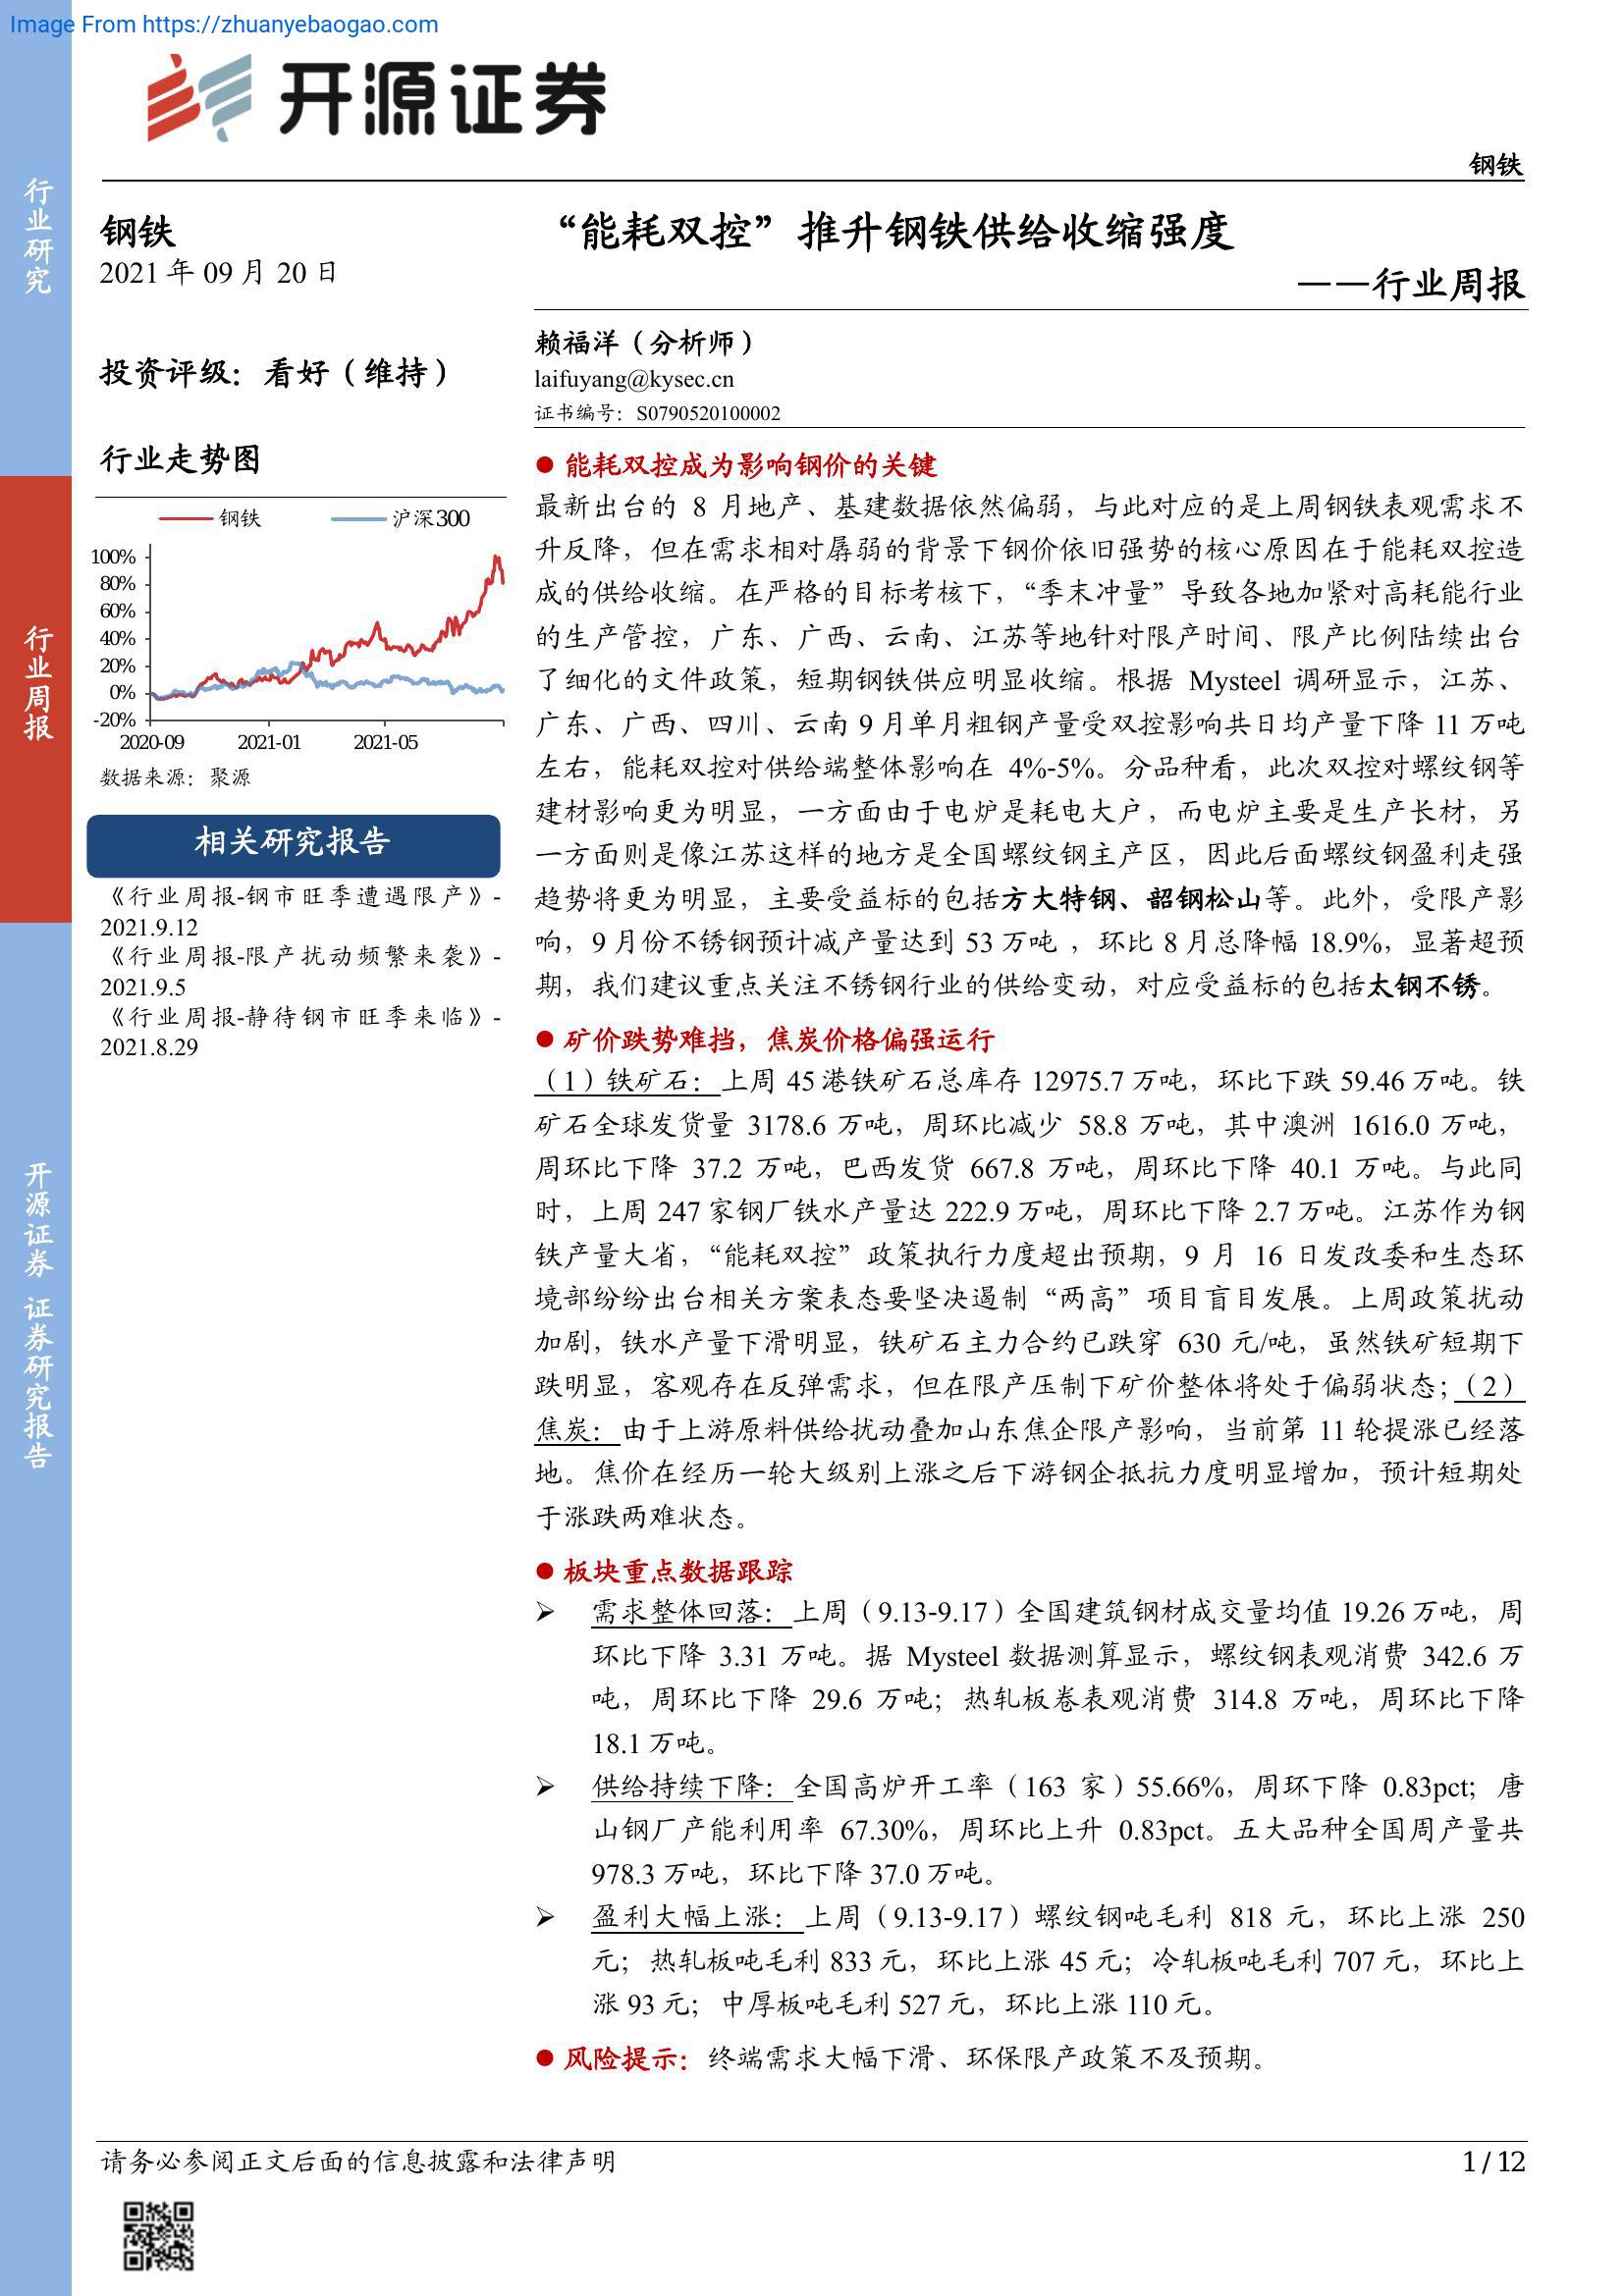 Image From https://zhuanyebaogao.com
开源证券
钢铁
行业研究
行业周报
开源证券 证券研究报告
钢铁
2021 年 09 月 20 日
投资评级：看好（维持）
行业走势图
钢铁 沪深300
100%
80%
60%
40%
20%
0%
-20%
2020-09 2021-01 2021-05
数据来源：聚源
相关研究报告
《行业周报-钢市旺季遭遇限产》-
2021.9.12
《行业周报-限产扰动频繁来袭》-
2021.9.5
《行业周报-静待钢市旺季来临》-
2021.8.29
“能耗双控”推升钢铁供给收缩强度
——行业周报
赖福洋（分析师）
laifuyang@kysec.cn
证书编号：S0790520100002
● 能耗双控成为影响钢价的关键
最新出台的 8 月地产、基建数据依然偏弱，与此对应的是上周钢铁表观需求不
升反降，但在需求相对孱弱的背景下钢价依旧强势的核心原因在于能耗双控造
成的供给收缩。在严格的目标考核下，“季末冲量”导致各地加紧对高耗能行业
的生产管控，广东、广西、云南、江苏等地针对限产时间、限产比例陆续出台
了细化的文件政策，短期钢铁供应明显收缩。根据 Mysteel 调研显示，江苏、
广东、广西、四川、云南 9 月单月粗钢产量受双控影响共日均产量下降 11 万吨
左右，能耗双控对供给端整体影响在 4%-5%。分品种看，此次双控对螺纹钢等
建材影响更为明显，一方面由于电炉是耗电大户，而电炉主要是生产长材，另
一方面则是像江苏这样的地方是全国螺纹钢主产区，因此后面螺纹钢盈利走强
趋势将更为明显，主要受益标的包括方大特钢、韶钢松山等。此外，受限产影
响，9 月份不锈钢预计减产量达到 53 万吨 ，环比 8 月总降幅 18.9%，显著超预
期，我们建议重点关注不锈钢行业的供给变动，对应受益标的包括太钢不锈。
● 矿价跌势难挡，焦炭价格偏强运行
（1）铁矿石：上周 45 港铁矿石总库存 12975.7 万吨，环比下跌 59.46 万吨。铁
矿石全球发货量 3178.6 万吨，周环比减少 58.8 万吨，其中澳洲 1616.0 万吨，
周环比下降 37.2 万吨，巴西发货 667.8 万吨，周环比下降 40.1 万吨。与此同
时，上周 247 家钢厂铁水产量达 222.9 万吨，周环比下降 2.7 万吨。江苏作为钢
铁产量大省，“能耗双控”政策执行力度超出预期，9 月 16 日发改委和生态环
境部纷纷出台相关方案表态要坚决遏制“两高”项目盲目发展。上周政策扰动
加剧，铁水产量下滑明显，铁矿石主力合约已跌穿 630 元/吨，虽然铁矿短期下
跌明显，客观存在反弹需求，但在限产压制下矿价整体将处于偏弱状态；（2）
焦炭：由于上游原料供给扰动叠加山东焦企限产影响，当前第 11 轮提涨已经落
地。焦价在经历一轮大级别上涨之后下游钢企抵抗力度明显增加，预计短期处
于涨跌两难状态。
● 板块重点数据跟踪
➢ 需求整体回落：上周（9.13-9.17）全国建筑钢材成交量均值 19.26 万吨，周
环比下降 3.31 万吨。据 Mysteel 数据测算显示，螺纹钢表观消费 342.6 万
吨，周环比下降 29.6 万吨；热轧板卷表观消费 314.8 万吨，周环比下降
18.1 万吨。
➢ 供给持续下降：全国高炉开工率（163 家）55.66%，周环下降 0.83pct；唐
山钢厂产能利用率 67.30%，周环比上升 0.83pct。五大品种全国周产量共
978.3 万吨，环比下降 37.0 万吨。
➢ 盈利大幅上涨：上周（9.13-9.17）螺纹钢吨毛利 818 元，环比上涨 250
元；热轧板吨毛利 833 元，环比上涨 45 元；冷轧板吨毛利 707 元，环比上
涨 93 元；中厚板吨毛利 527 元，环比上涨 110 元。
● 风险提示：终端需求大幅下滑、环保限产政策不及预期。
请务必参阅正文后面的信息披露和法律声明
1 / 12